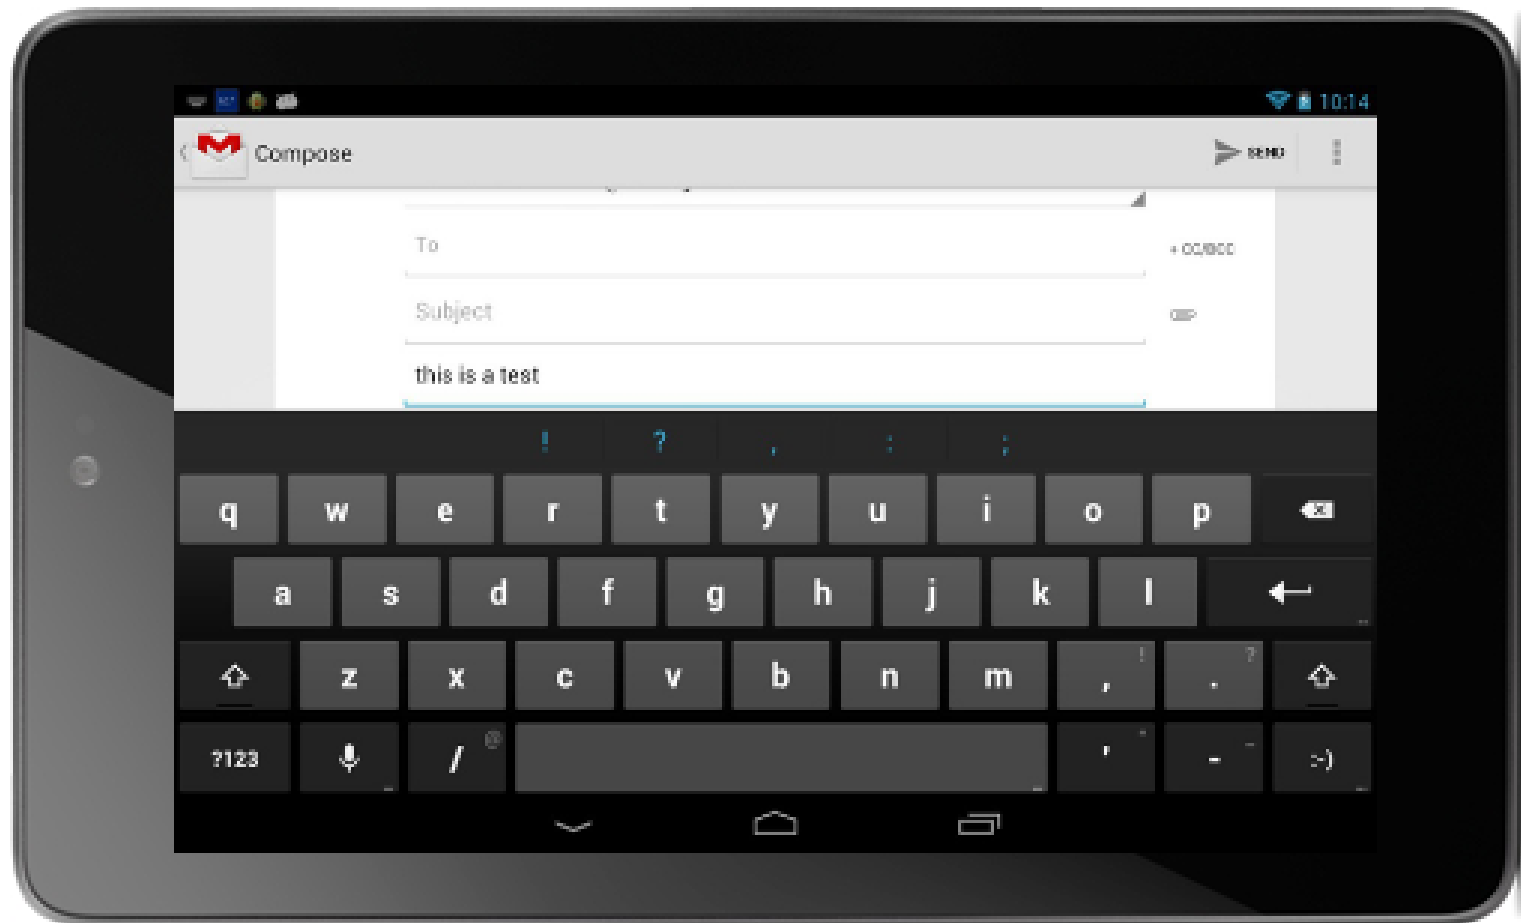 10:14
Compose SEND
To + CC/BCC
Subject
this is a test
! ? , : ;
q w e r t y u i o p
a s d f g h j k l
z x c v b n m , ! . ?
?123 / @ ' " - _ :-)